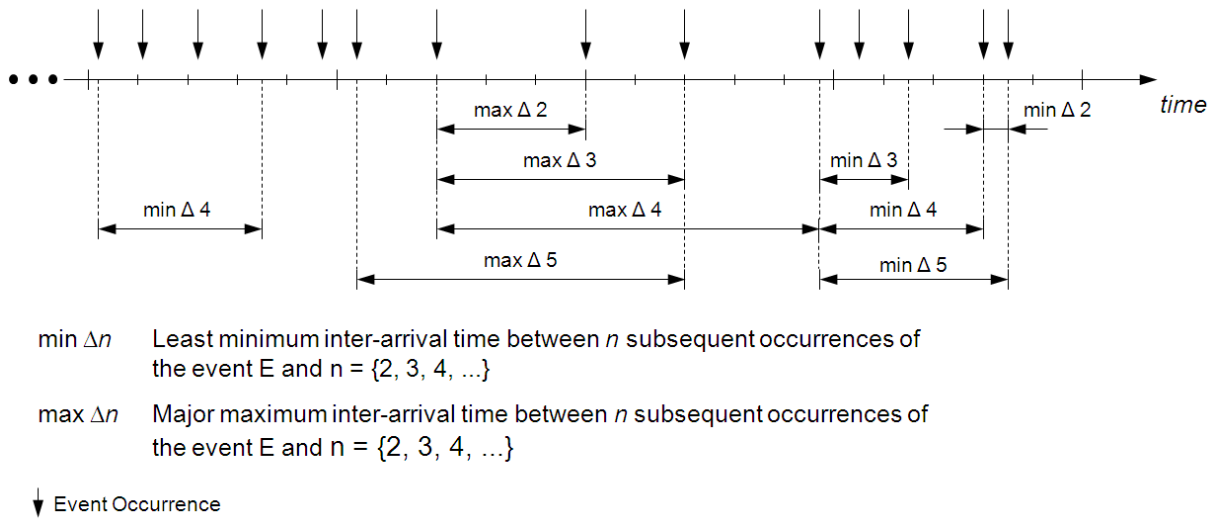 time
max Δ 2
min Δ 2
max Δ 3
min Δ 3
min Δ 4
max Δ 4
min Δ 4
max Δ 5
min Δ 5
min Δn Least minimum inter-arrival time between n subsequent occurrences of
the event E and n = {2, 3, 4, ...}
max Δn Major maximum inter-arrival time between n subsequent occurrences of
the event E and n = {2, 3, 4, ...}
Event Occurrence